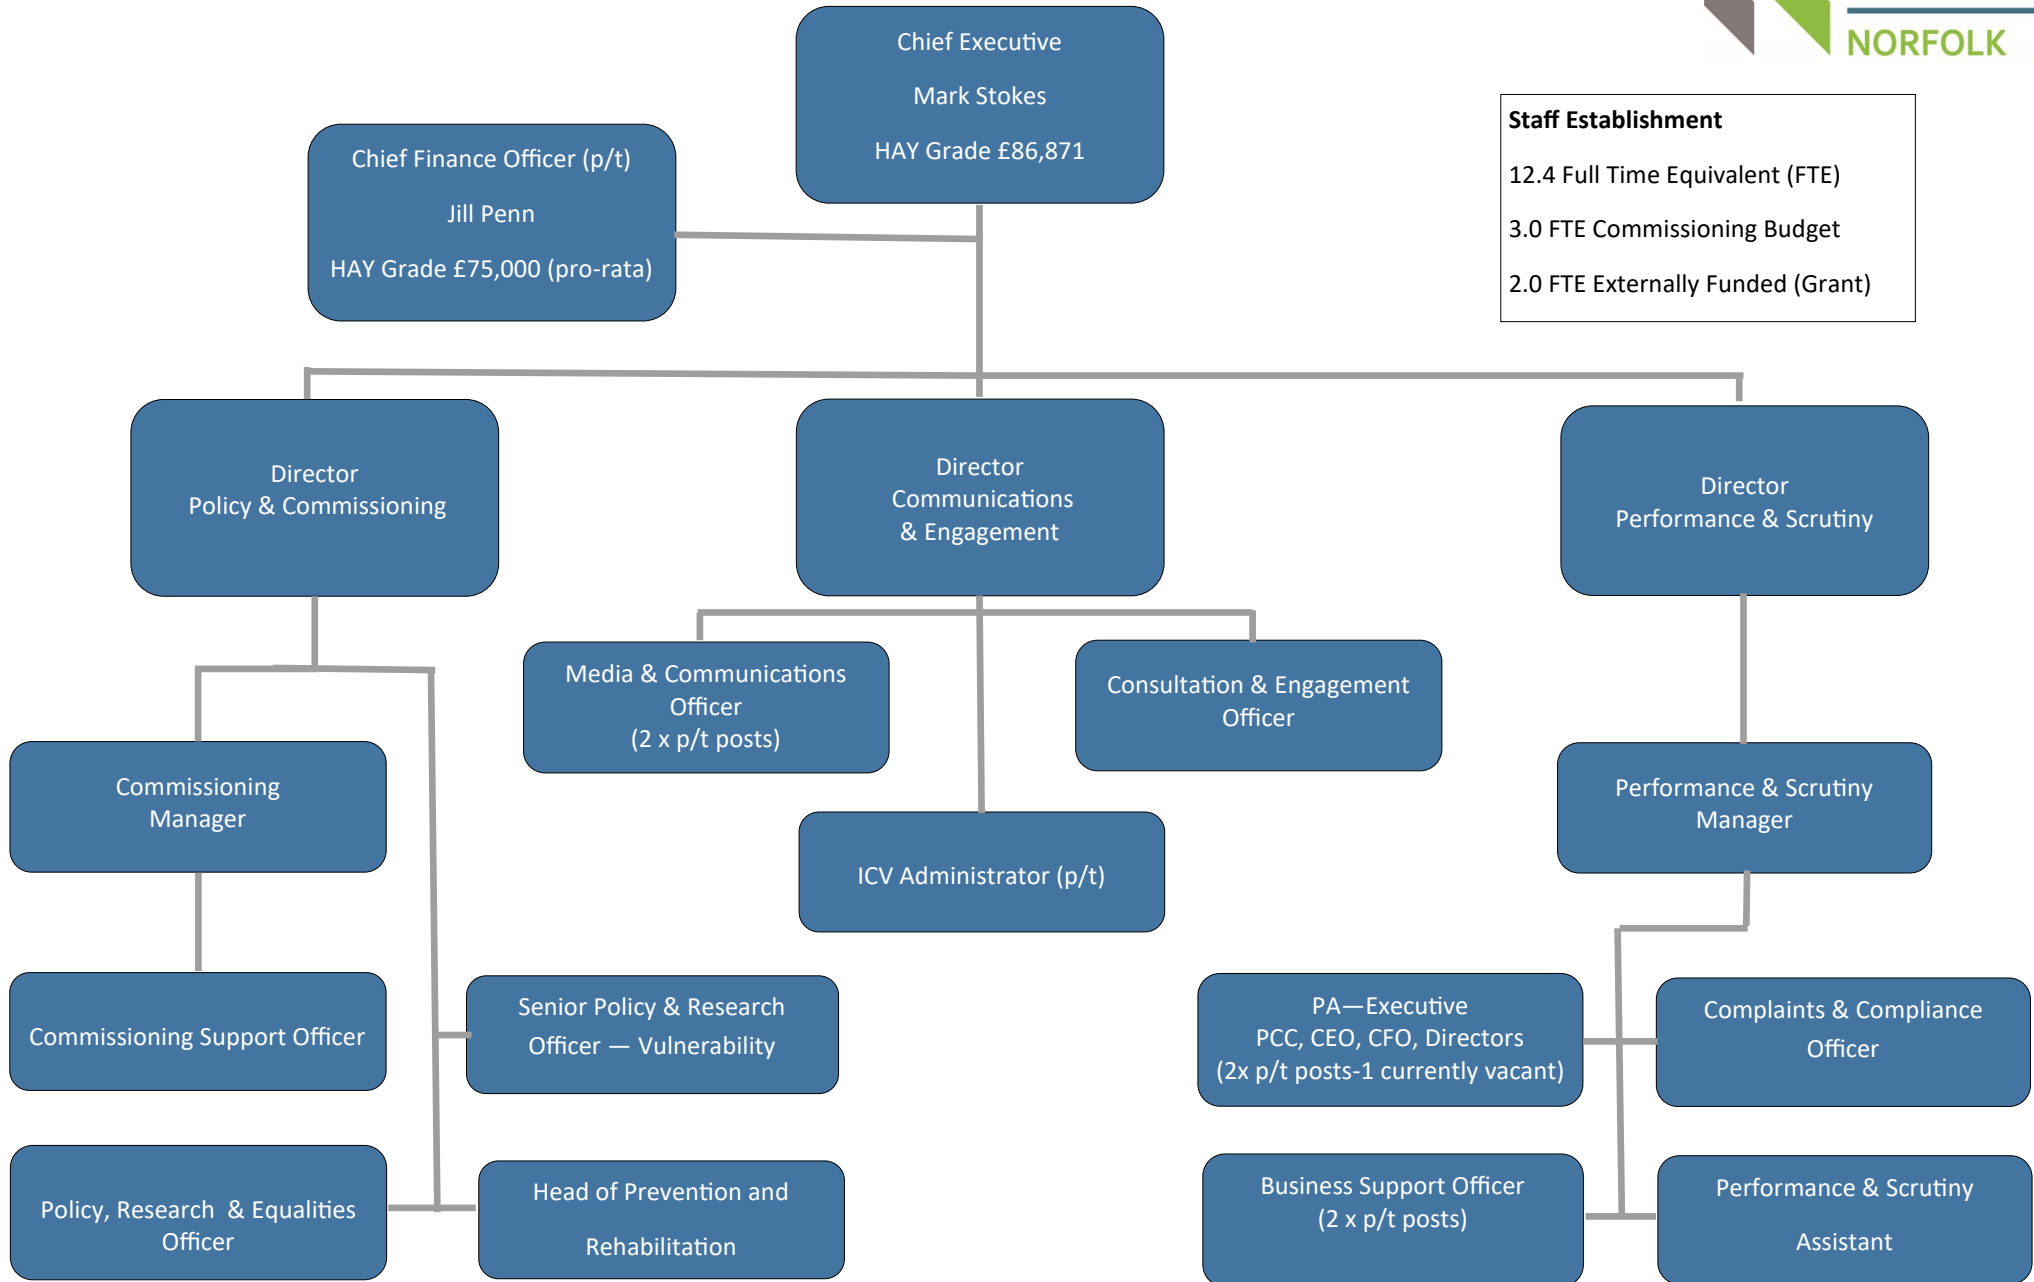 NORFOLK
Chief Executive
Mark Stokes
HAY Grade £86,871
Chief Finance Officer (p/t)
Jill Penn
HAY Grade £75,000 (pro-rata)
Staff Establishment
12.4 Full Time Equivalent (FTE)
3.0 FTE Commissioning Budget
2.0 FTE Externally Funded (Grant)
Director
Policy & Commissioning
Director
Communications
& Engagement
Director
Performance & Scrutiny
Media & Communications
Officer
(2 x p/t posts)
Consultation & Engagement
Officer
Commissioning
Manager
ICV Administrator (p/t)
Performance & Scrutiny
Manager
Commissioning Support Officer
Senior Policy & Research
Officer — Vulnerability
PA—Executive
PCC, CEO, CFO, Directors
(2x p/t posts-1 currently vacant)
Complaints & Compliance
Officer
Policy, Research  & Equalities
Officer
Head of Prevention and
Rehabilitation
Business Support Officer
(2 x p/t posts)
Performance & Scrutiny
Assistant